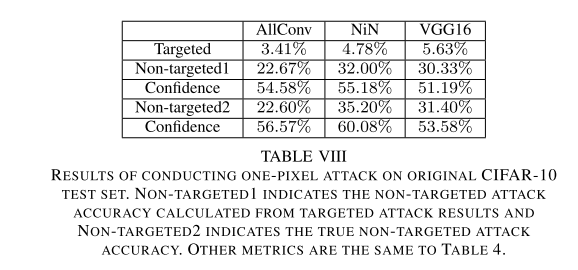 AllConv NiN VGG16
Targeted 3.41% 4.78% 5.63%
Non-targeted1 22.67% 32.00% 30.33%
Confidence 54.58% 55.18% 51.19%
Non-targeted2 22.60% 35.20% 31.40%
Confidence 56.57% 60.08% 53.58%
TABLE VIII
RESULTS OF CONDUCTING ONE-PIXEL ATTACK ON ORIGINAL CIFAR-10
TEST SET. NON-TARGETED1 INDICATES THE NON-TARGETED ATTACK
ACCURACY CALCULATED FROM TARGETED ATTACK RESULTS AND
NON-TARGETED2 INDICATES THE TRUE NON-TARGETED ATTACK
ACCURACY. OTHER METRICS ARE THE SAME TO TABLE 4.